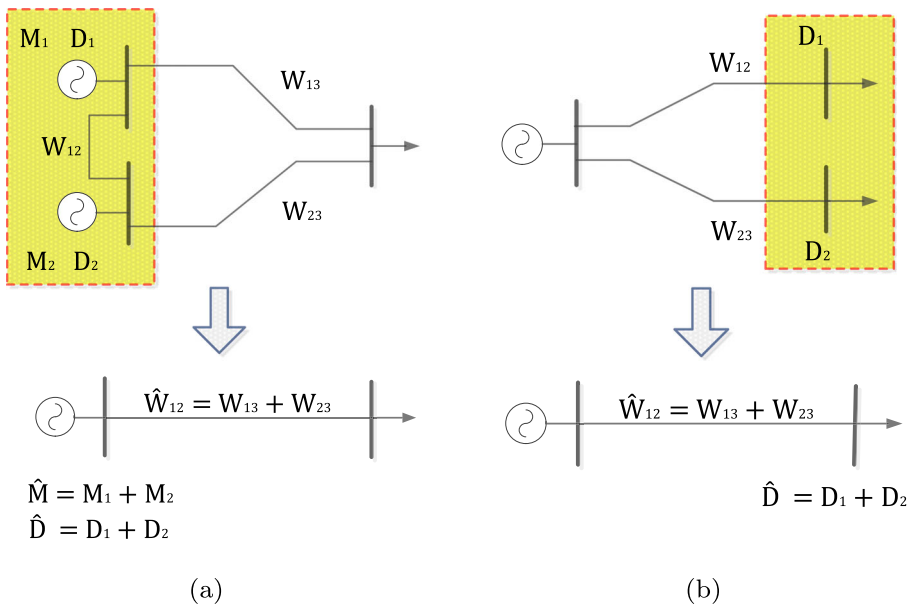 M₁ D₁
W₁₃
W₁₂
W₂₃
M₂ D₂
Ŵ₁₂ = W₁₃ + W₂₃
M̂ = M₁ + M₂
D̂ = D₁ + D₂
(a)
D₁
W₁₂
W₂₃
D₂
Ŵ₁₂ = W₁₃ + W₂₃
D̂ = D₁ + D₂
(b)